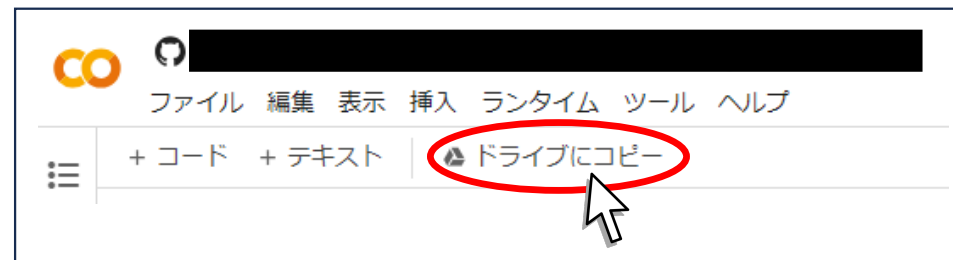 ファイル 編集 表示 挿入 ランタイム ツール ヘルプ
+ コード + テキスト ドライブにコピー